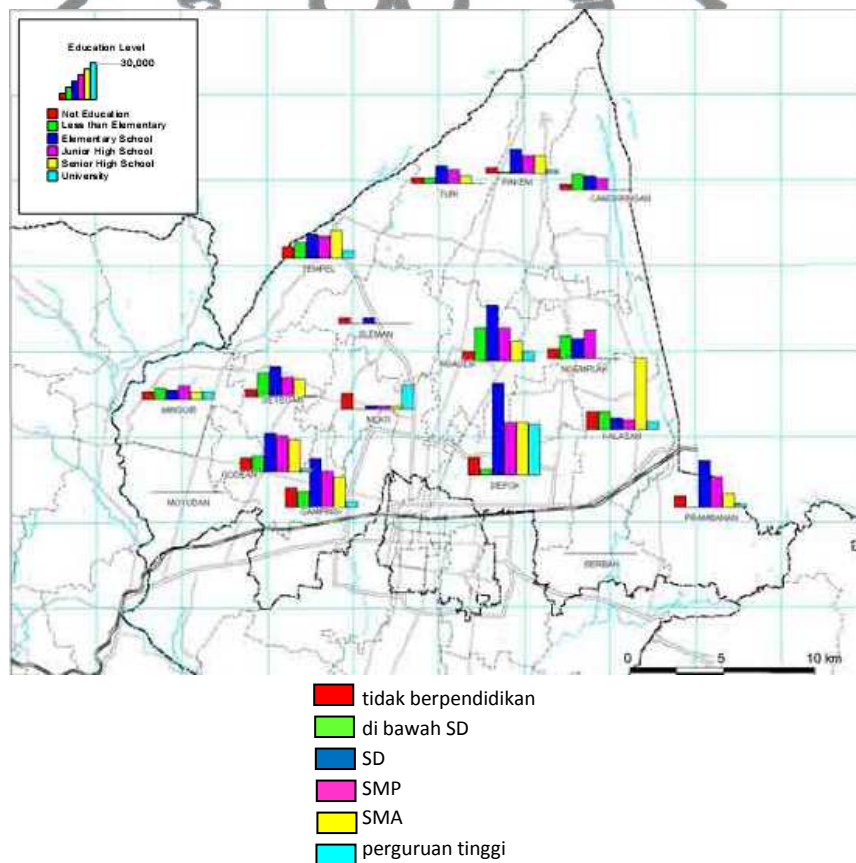 Education Level
30,000
Not Education
Less than Elementary
Elementary School
Junior High School
Senior High School
University
TURI
PAKEM
CANGKRINGAN
TEMPEL
SLEMAN
NGAGLIK
NGEMPLAK
MINGGIR
SEYEGAN
MLATI
KALASAN
GODEAN
MOYUDAN
GAMPING
DEPOK
PRAMBANAN
BERBAH
0 5 10 km
tidak berpendidikan
di bawah SD
SD
SMP
SMA
perguruan tinggi